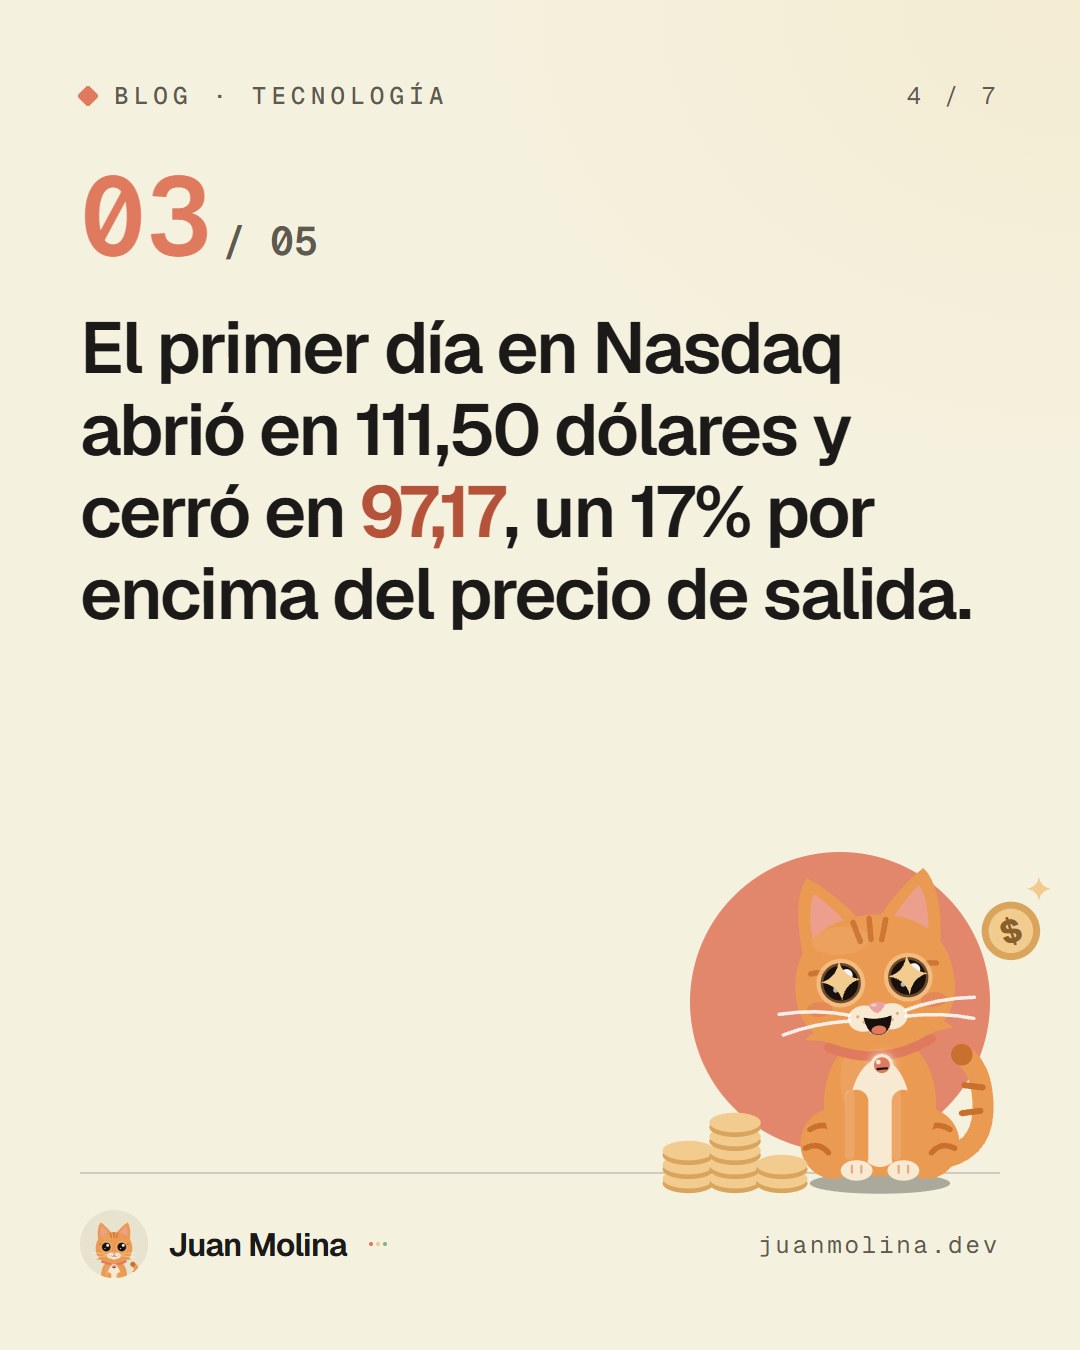 BLOG · TECNOLOGÍA
4 / 7
03 / 05
El primer día en Nasdaq
abrió en 111,50 dólares y
cerró en 97,17, un 17% por
encima del precio de salida.
$
Juan Molina
juanmolina.dev